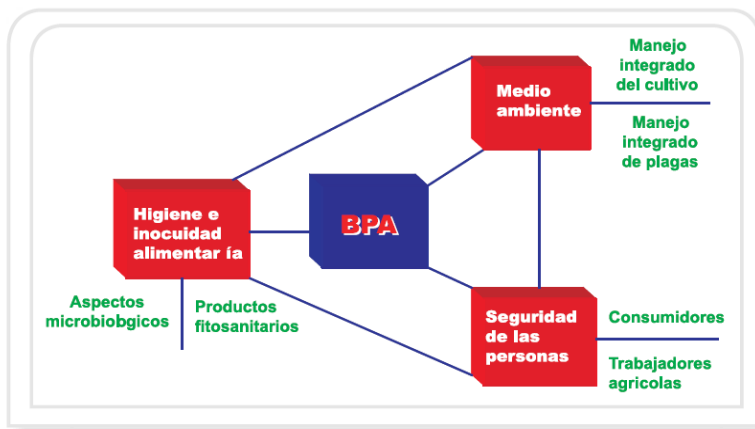 Manejo
integrado
del cultivo
Medio
ambiente
Manejo
integrado
de plagas
Higiene e
inocuidad
alimentar ía
BPA
Aspectos
microbiobgicos
Productos
fitosanitarios
Seguridad
de las
personas
Consumidores
Trabajadores
agricolas